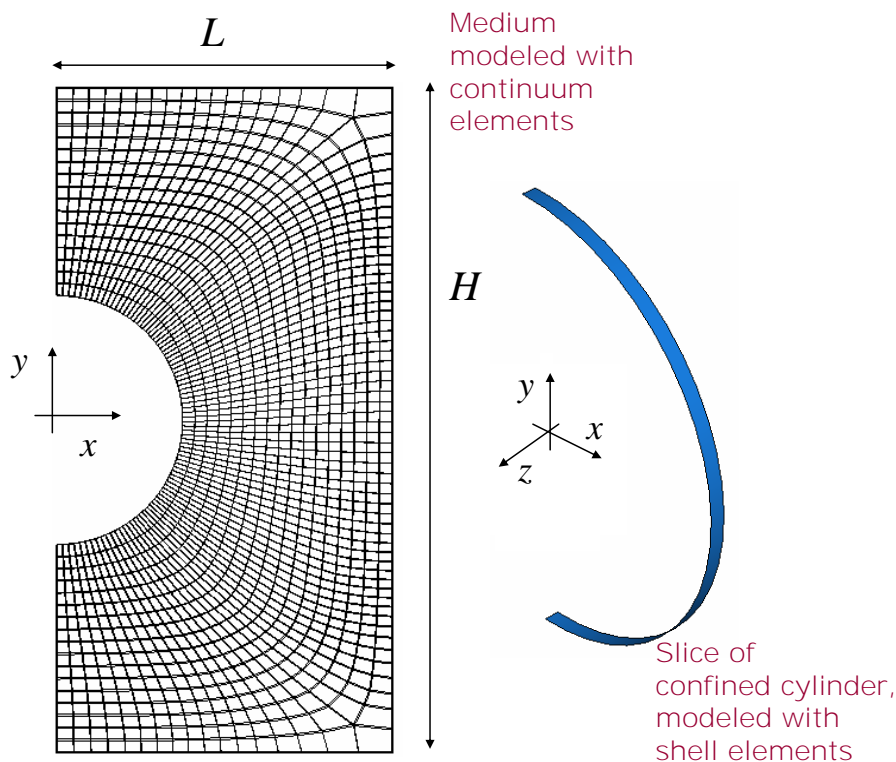 L
Medium
modeled with
continuum
elements
H
y
x
y
x
z
Slice of
confined cylinder,
modeled with
shell elements